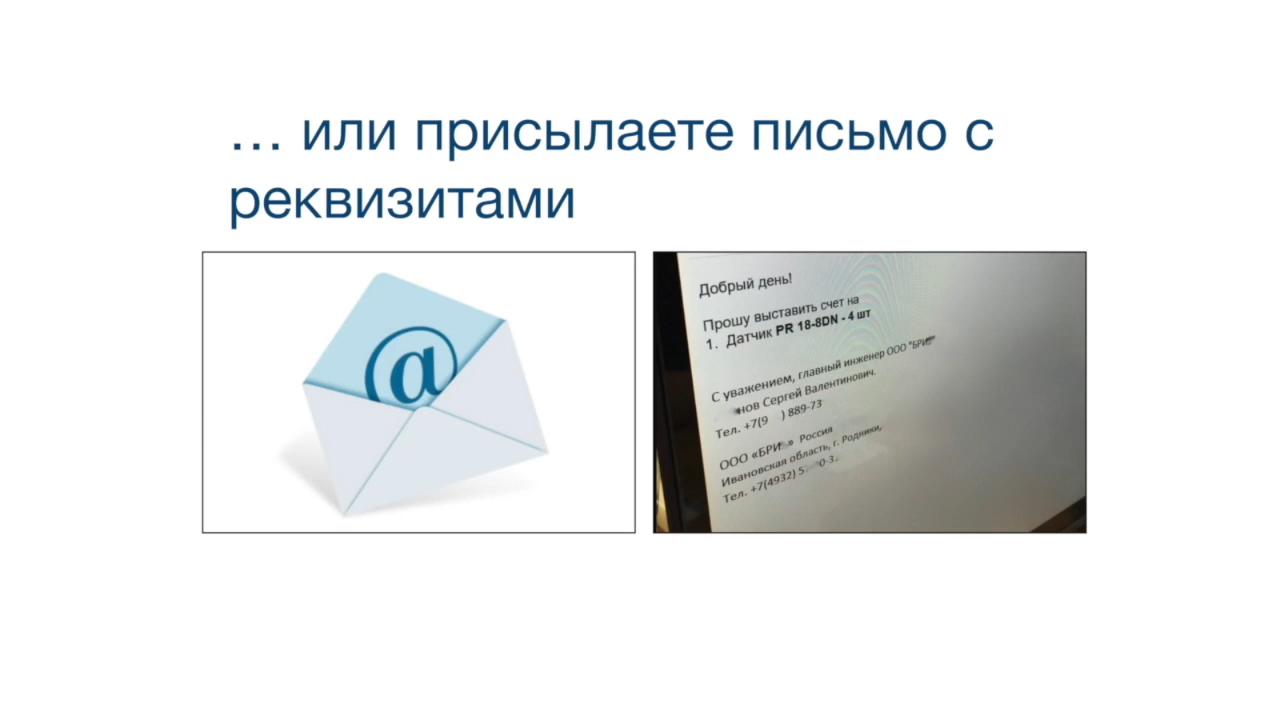 … или присылаете письмо с
реквизитами
@
Добрый день!
Прошу выставить счет на
1. Датчик PR 18-8DN - 4 шт
С уважением, главный инженер ООО "БРИ
нов Сергей Валентинович.
Тел. +7(9 ) 889-73
ООО «БРИ » Россия
Ивановская область, г. Родники,
Тел. +7(4932) 5 0-3